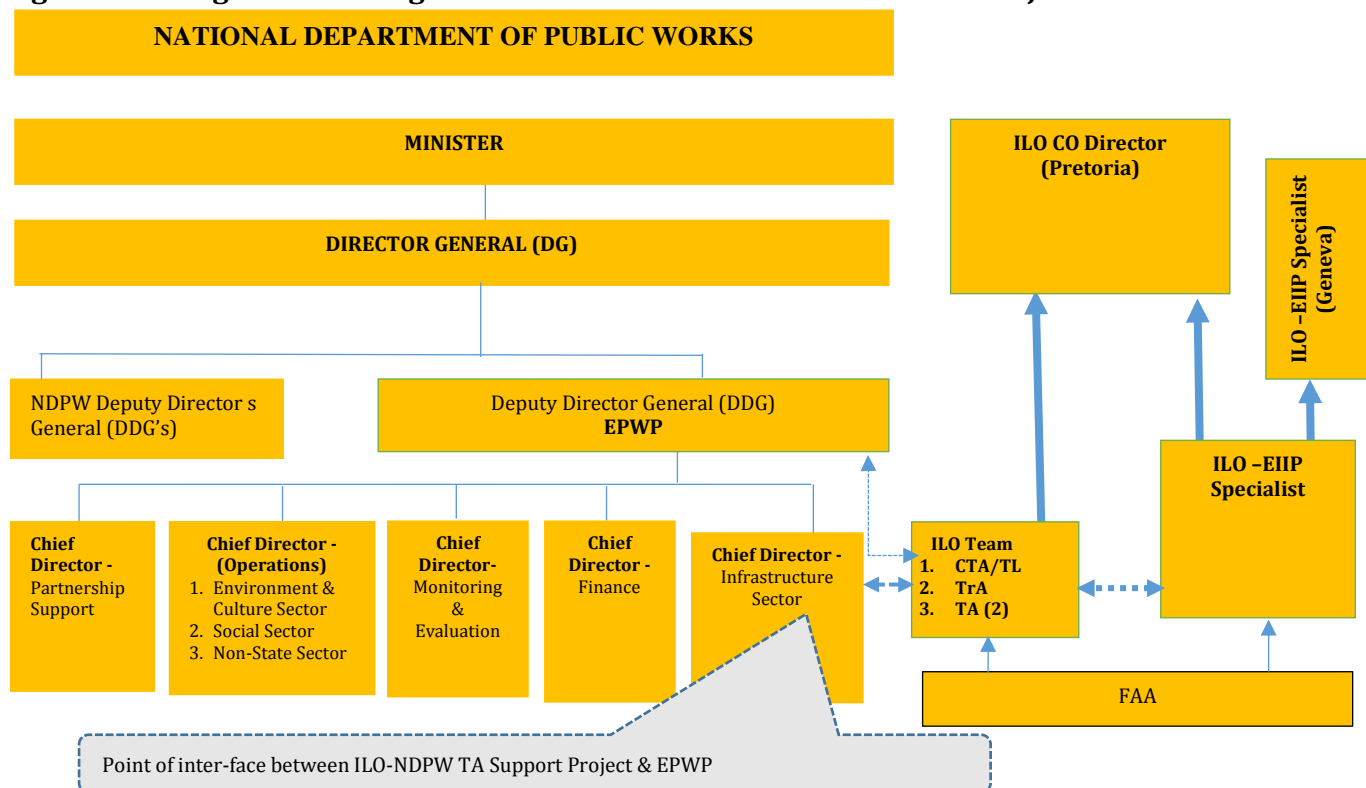 NATIONAL DEPARTMENT OF PUBLIC WORKS
MINISTER
DIRECTOR GENERAL (DG)
NDPW Deputy Director s
General (DDG's)
Deputy Director General (DDG)
EPWP
Chief
Director -
Partnership
Support
Chief Director -
(Operations)
1. Environment &
Culture Sector
2. Social Sector
3. Non-State Sector
Chief
Director-
Monitoring
&
Evaluation
Chief
Director -
Finance
Chief Director -
Infrastructure
Sector
ILO CO Director
(Pretoria)
ILO –EIIP Specialist
(Geneva)
ILO –EIIP
Specialist
ILO Team
1. CTA/TL
2. TrA
3. TA (2)
FAA
Point of inter-face between ILO-NDPW TA Support Project & EPWP